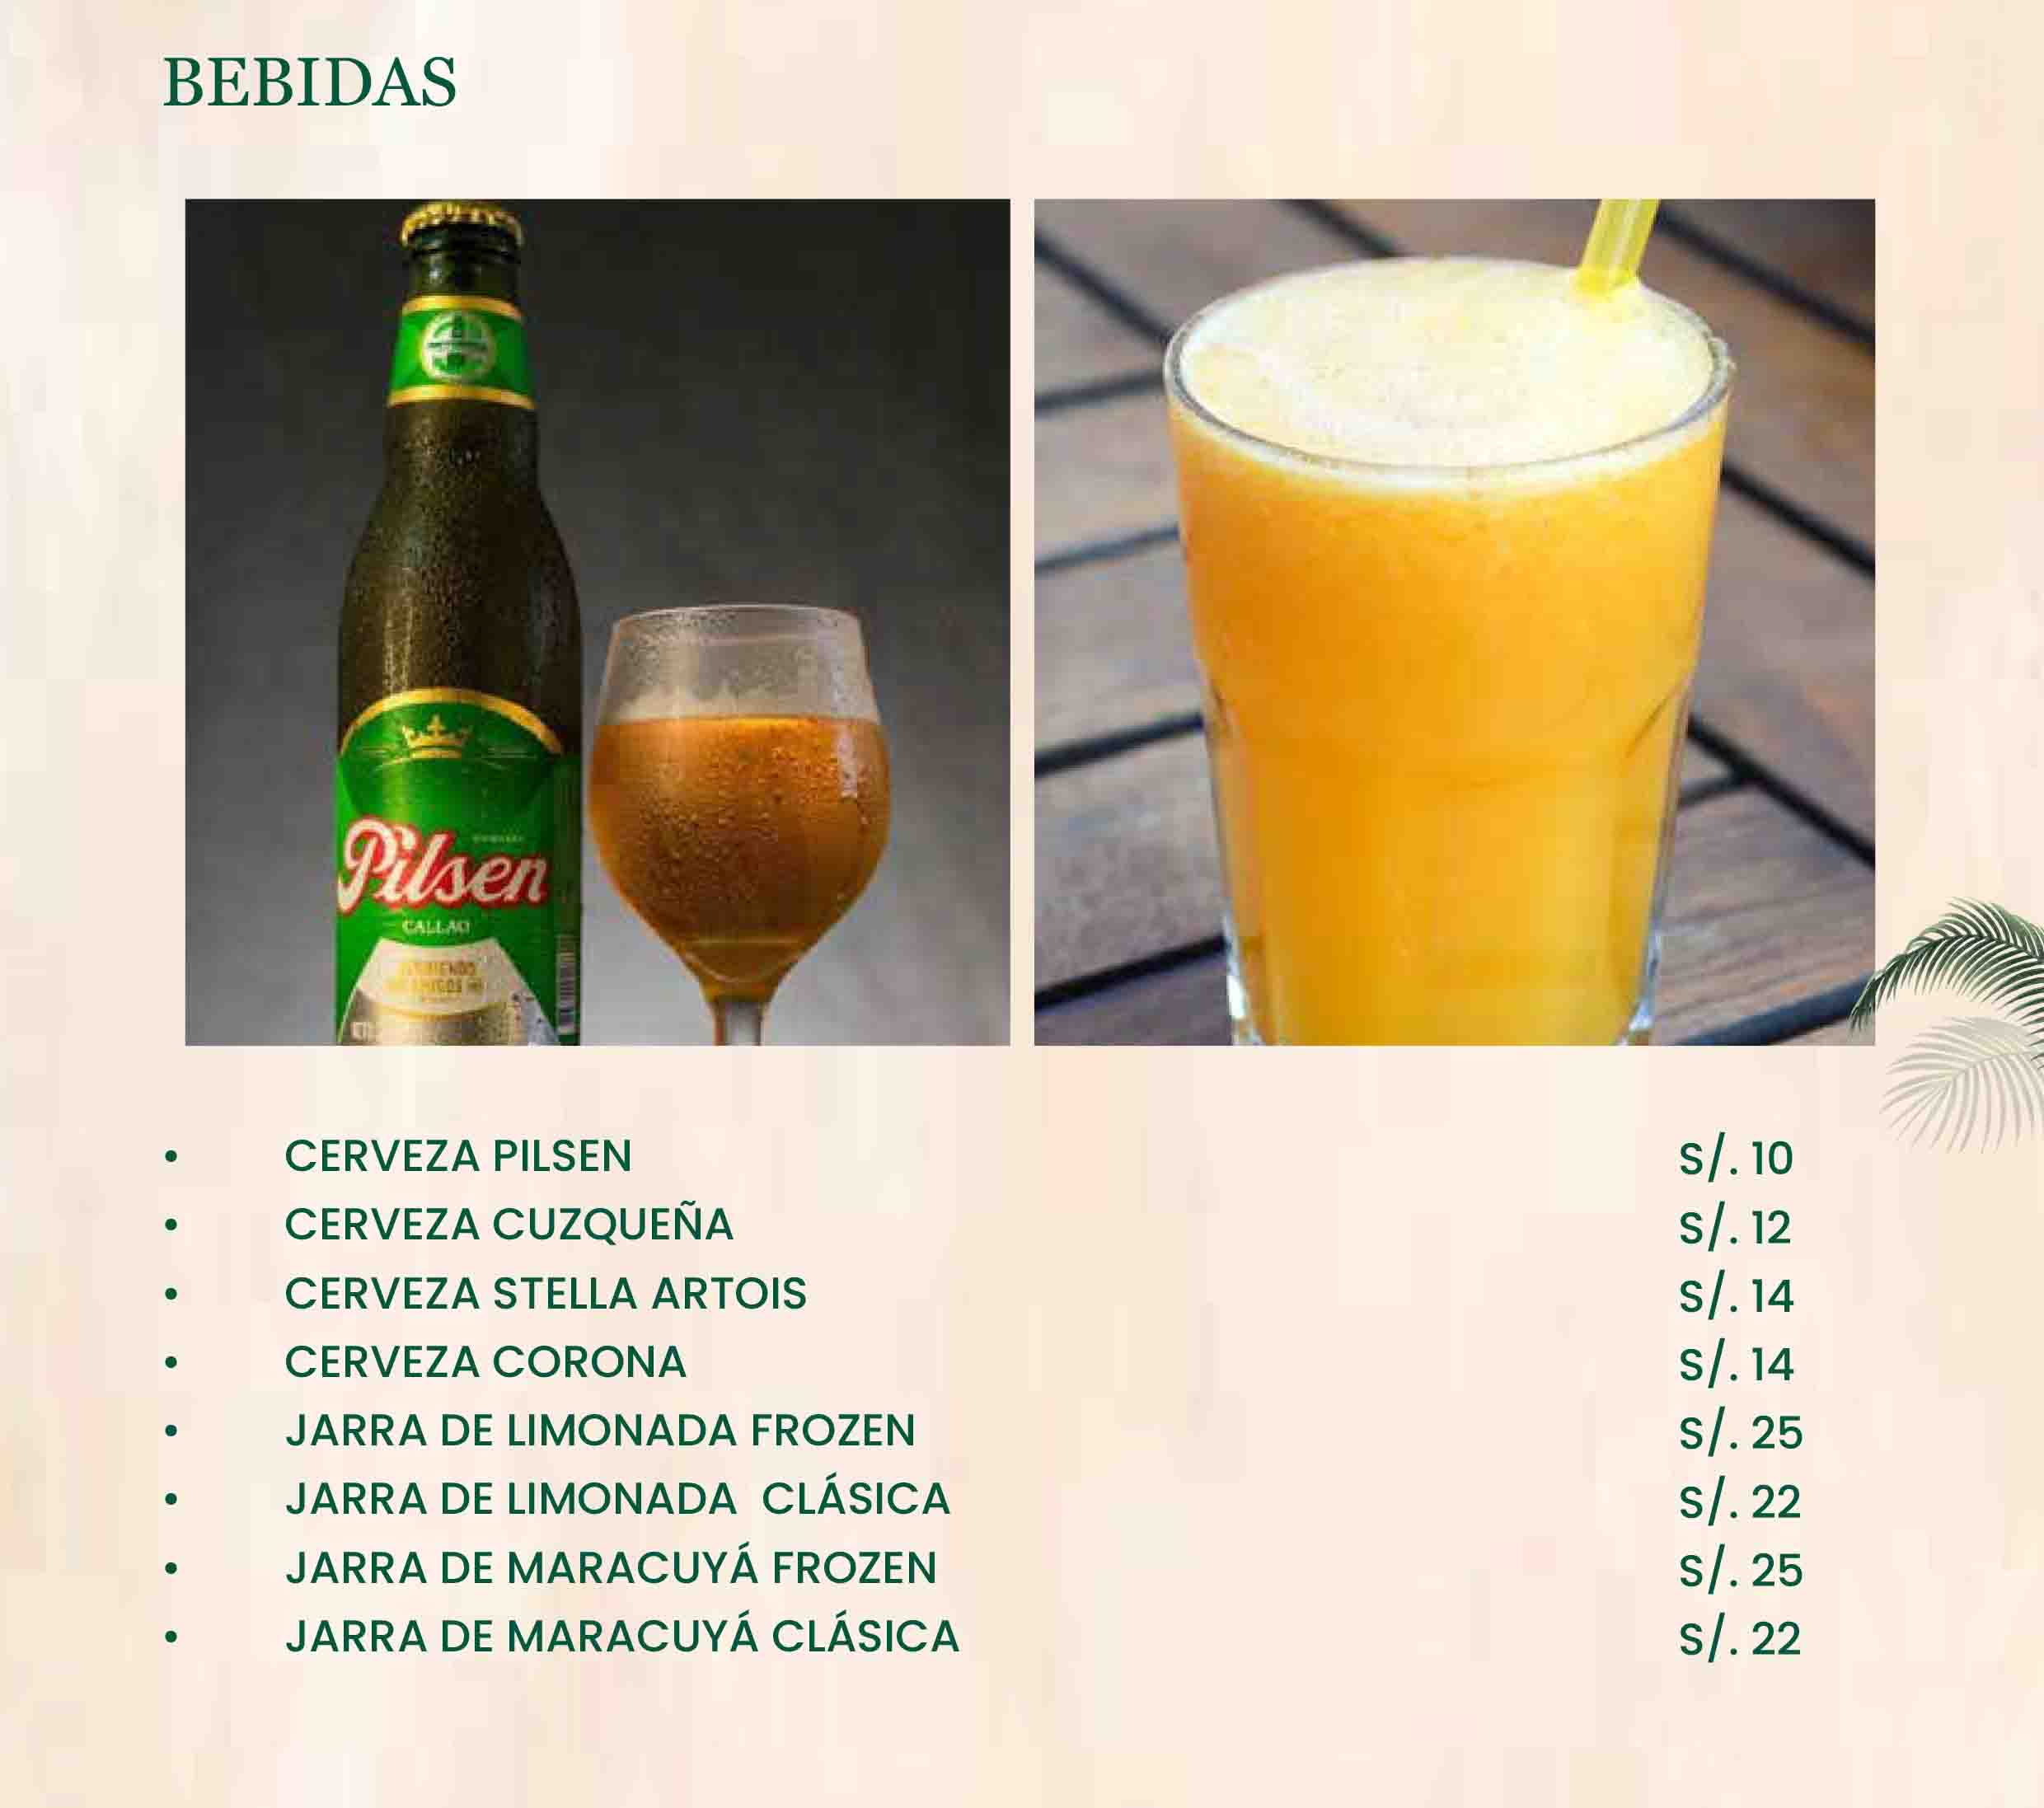 BEBIDAS
Pilsen
CALLAO
• CERVEZA PILSEN S/. 10
• CERVEZA CUZQUEÑA S/. 12
• CERVEZA STELLA ARTOIS S/. 14
• CERVEZA CORONA S/. 14
• JARRA DE LIMONADA FROZEN S/. 25
• JARRA DE LIMONADA  CLÁSICA S/. 22
• JARRA DE MARACUYÁ FROZEN S/. 25
• JARRA DE MARACUYÁ CLÁSICA S/. 22